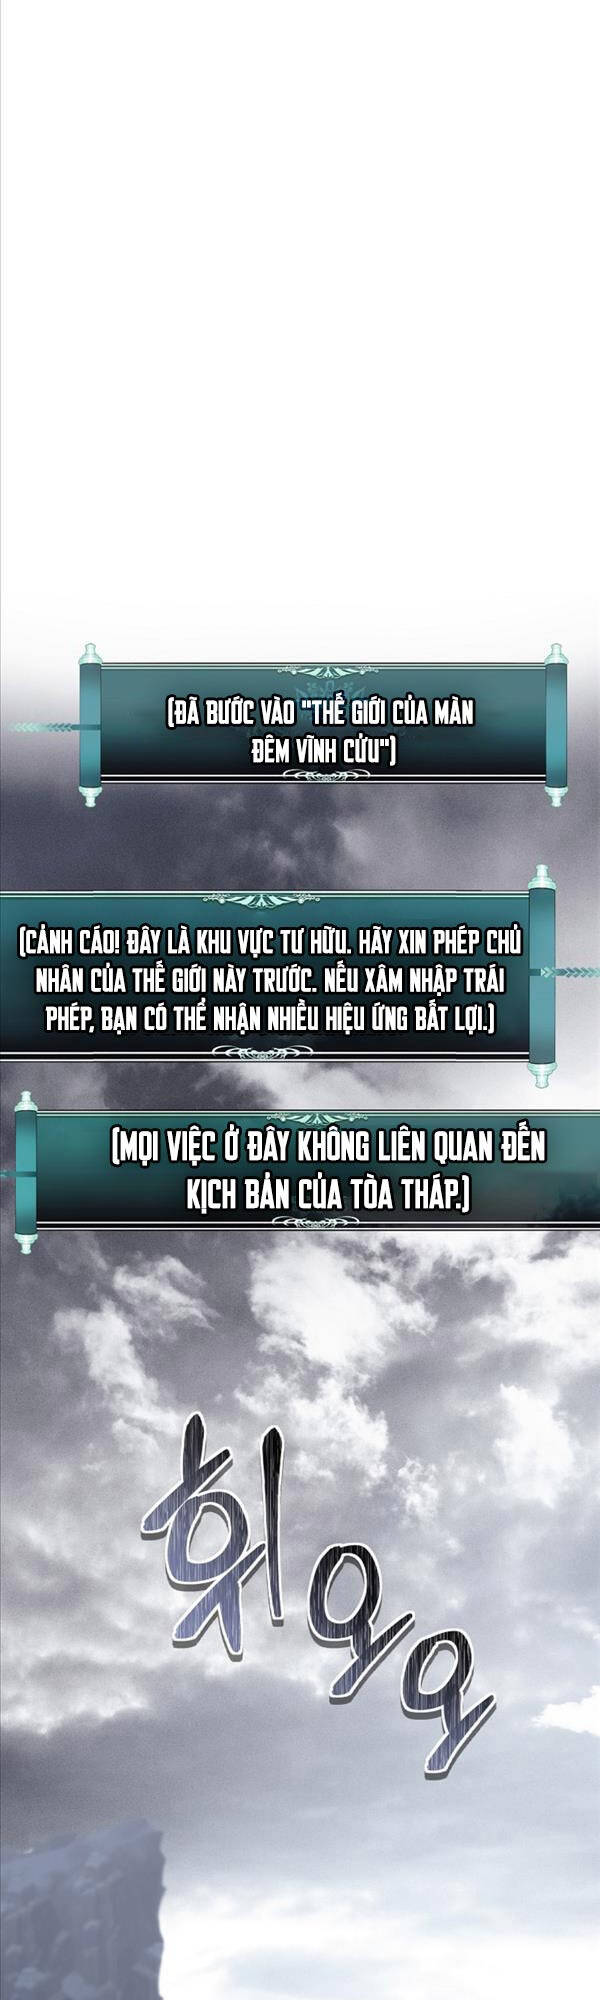 (ĐÃ BƯỚC VÀO "THẾ GIỚI CỦA MÀN
ĐÊM VĨNH CỬU")
(CẢNH CÁO! ĐÂY LÀ KHU VỰC TƯ HỮU. HÃY XIN PHÉP CHỦ
NHÂN CỦA THẾ GIỚI NÀY TRƯỚC. NẾU XÂM NHẬP TRÁI
PHÉP, BẠN CÓ THỂ NHẬN NHIỀU HIỆU ỨNG BẤT LỢI.)
(MỌI VIỆC Ở ĐÂY KHÔNG LIÊN QUAN ĐẾN
KỊCH BẢN CỦA TÒA THÁP.)
휘오오